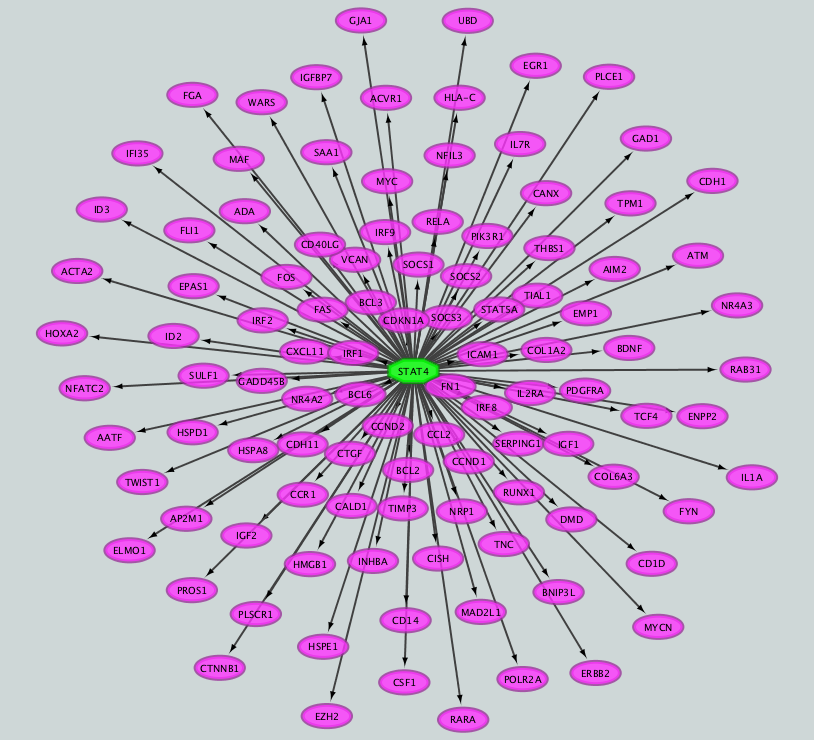 GJA1
UBD
EGR1
IGFBP7
PLCE1
FGA
WARS
ACVR1
HLA-C
GAD1
IL7R
IFI35
MAF
SAA1
NFIL3
MYC
CDH1
CANX
TPM1
ID3
ADA
RELA
FLI1
IRF9
PIK3R1
CD40LG
THBS1
ATM
VCAN
SOCS1
ACTA2
FOS
SOCS2
AIM2
EPAS1
TIAL1
BCL3
NR4A3
FAS
STAT5A
EMP1
IRF2
CDKN1A
SOCS3
HOXA2
ID2
BDNF
CXCL11
IRF1
ICAM1
COL1A2
STAT4
RAB31
SULF1
GADD45B
NFATC2
FN1
PDGFRA
BCL6
IL2RA
NR4A2
IRF8
TCF4
ENPP2
CCND2
HSPD1
AATF
CCL2
CDH11
SERPING1
IGF1
HSPA8
CTGF
CCND1
BCL2
COL6A3
IL1A
TWIST1
CCR1
RUNX1
CALD1
TIMP3
NRP1
FYN
AP2M1
DMD
IGF2
TNC
ELMO1
INHBA
CISH
HMGB1
CD1D
PROS1
BNIP3L
PLSCR1
MAD2L1
CD14
MYCN
HSPE1
CTNNB1
ERBB2
POLR2A
CSF1
EZH2
RARA